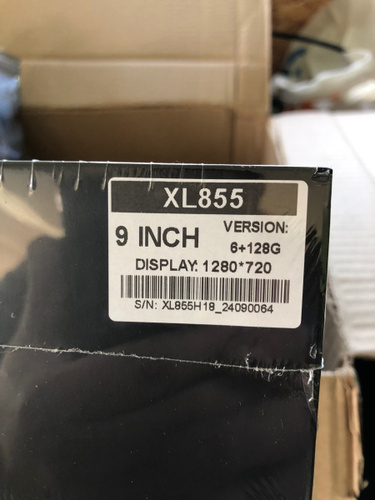 XL855
9 INCH
VERSION:
6+128G
DISPLAY: 1280*720
S/N: XL855H18_24090064